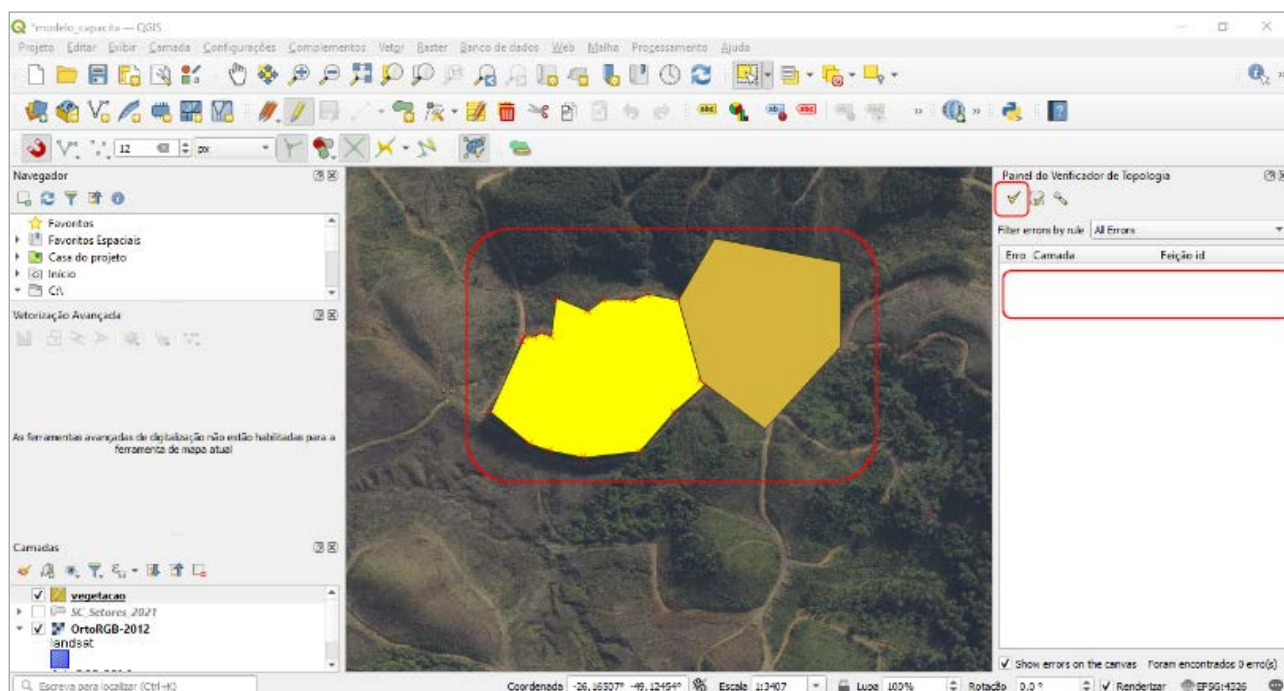 *modelo_capacita — QGIS
Projeto Editar Exibir Camada Configurações Complementos Vetor Raster Banco de dados Web Malha Processamento Ajuda
12 px
Navegador
Favoritos
Favoritos Espaciais
Casa do projeto
Início
C:\
Vetorização Avançada
As ferramentas avançadas de digitalização não estão habilitadas para a
ferramenta de mapa atual
Camadas
vegetacao
SC_Setores_2021
OrtoRGB-2012
landsat
Painel do Verificador de Topologia
Filter errors by rule All Errors
Erro Camada Feição id
Show errors on the canvas Foram encontrados 0 erro(s)
Escreva para localizar (Ctrl+K)
Coordenada -26,16507° -49,12454° Escala 1:3407 Lupa 100% Rotação 0,0 ° Renderizar EPSG:4326